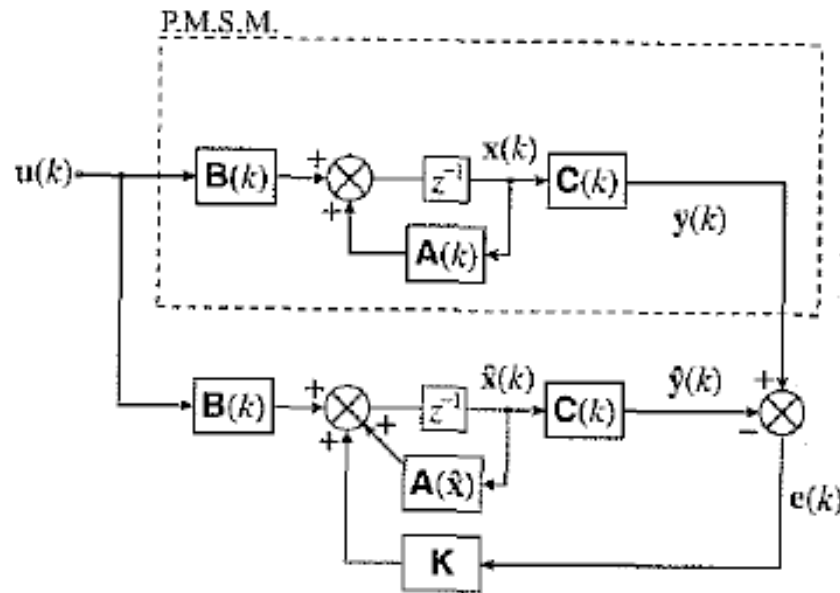 P.M.S.M.
u(k)
B(k)
+
+
z⁻¹
x(k)
C(k)
A(k)
y(k)
B(k)
+
+
+
z⁻¹
x̂(k)
C(k)
ŷ(k)
+
−
A(x̂)
e(k)
K